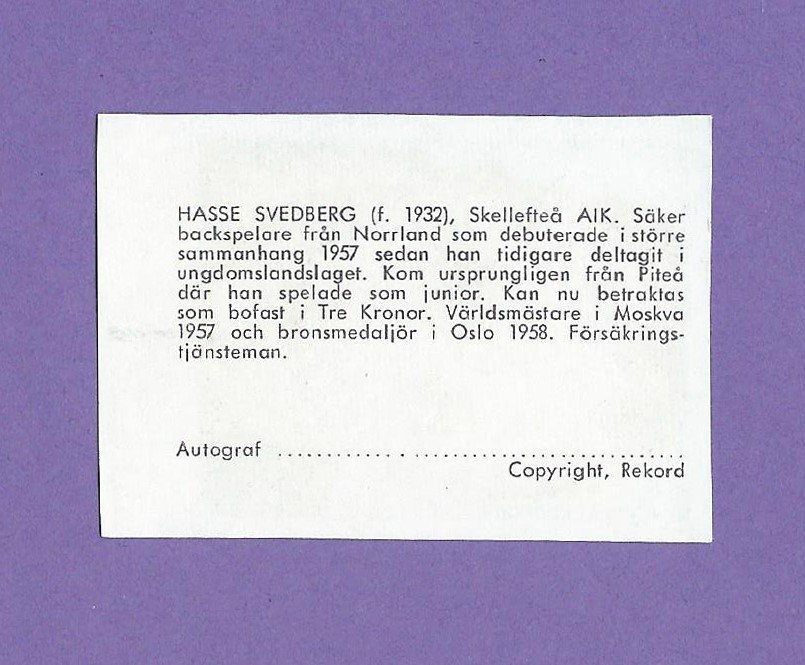 HASSE SVEDBERG (f. 1932), Skellefteå AIK. Säker
backspelare från Norrland som debuterade i större
sammanhang 1957 sedan han tidigare deltagit i
ungdomslandslaget. Kom ursprungligen från Piteå
där han spelade som junior. Kan nu betraktas
som bofast i Tre Kronor. Världsmästare i Moskva
1957 och bronsmedaljör i Oslo 1958. Försäkrings-
tjänsteman.
Autograf ..........................................
Copyright, Rekord